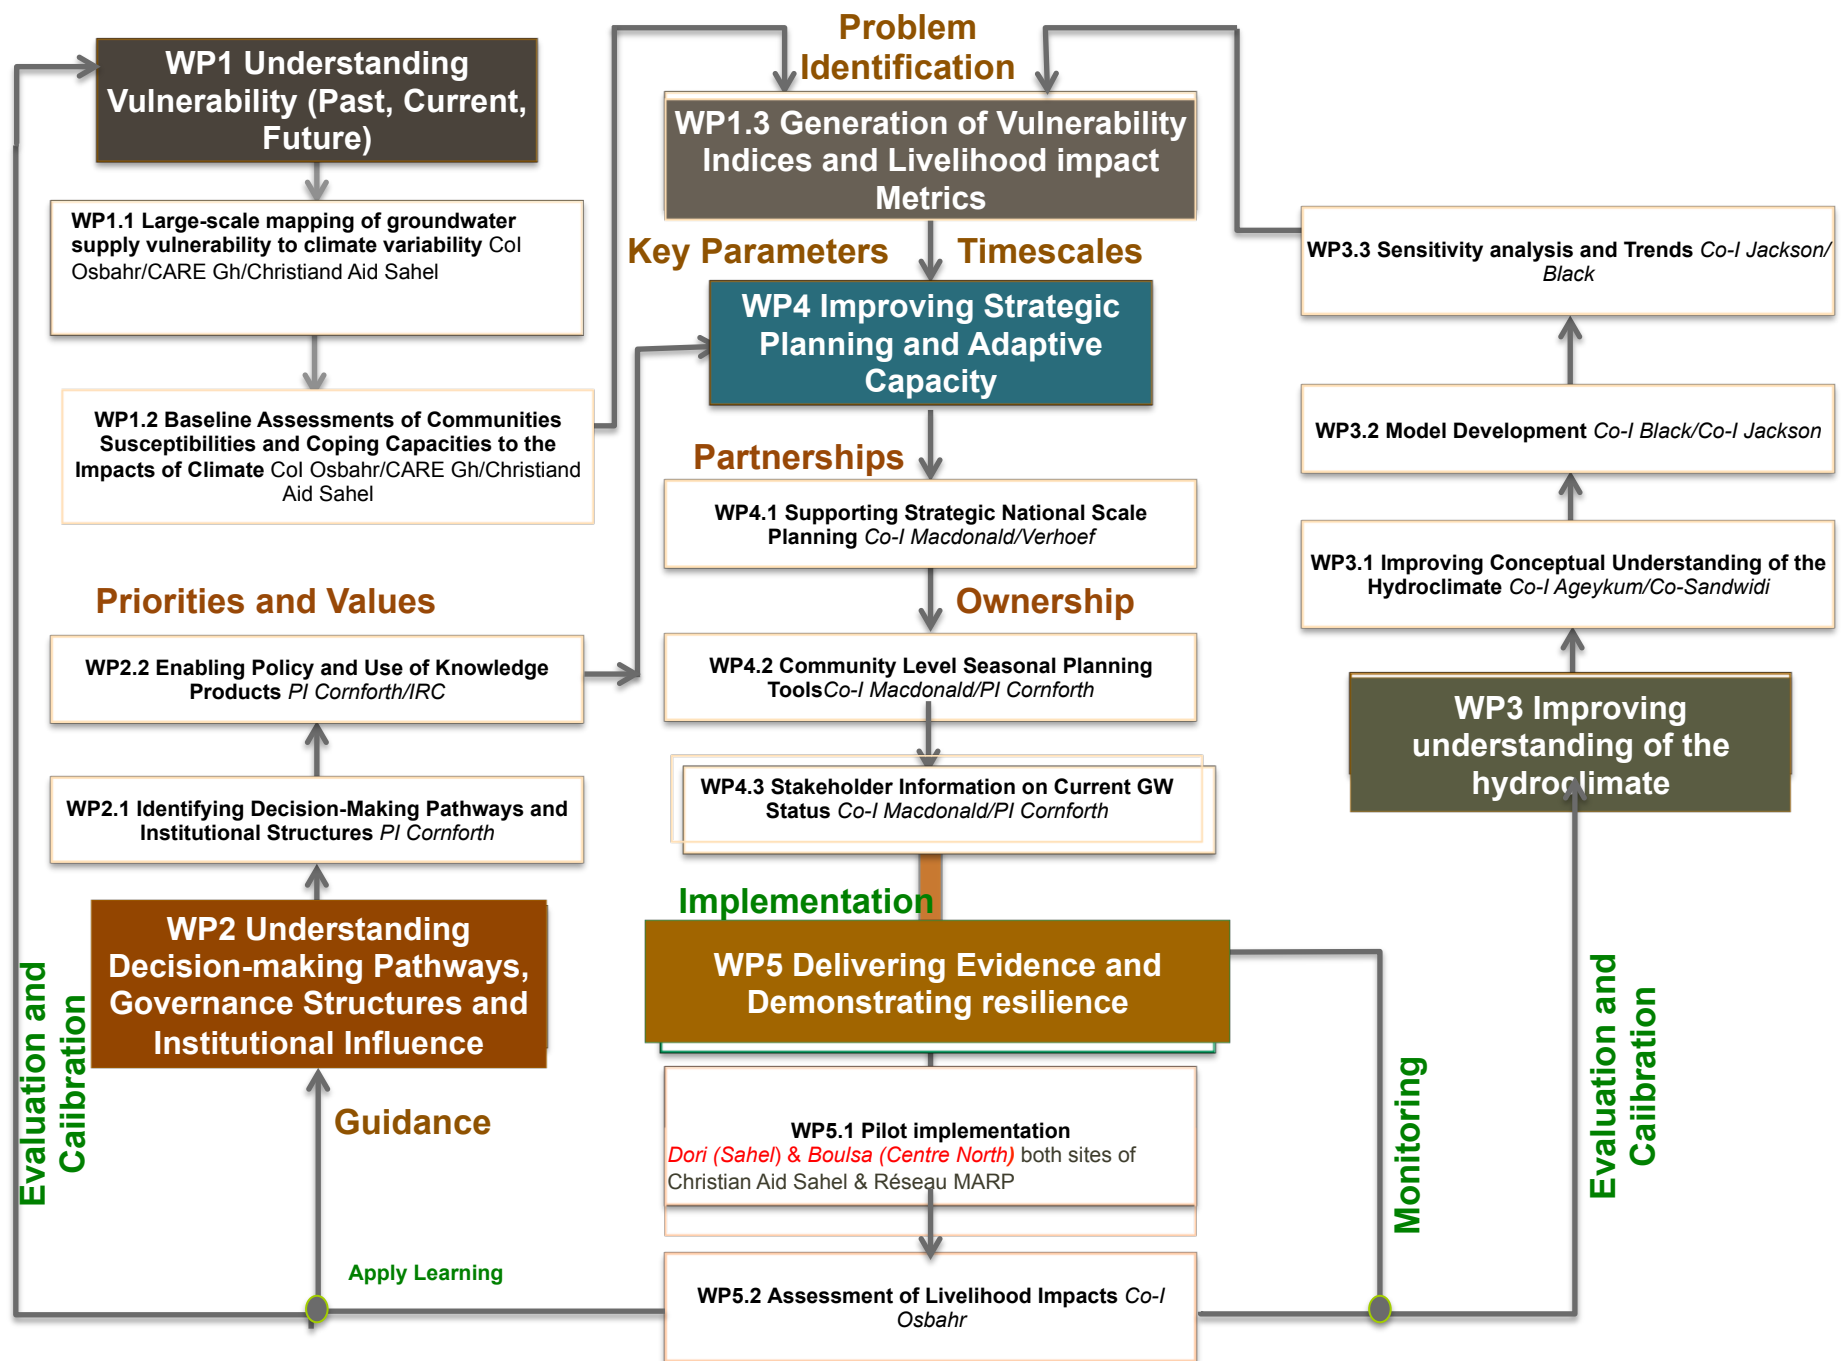 Problem
Identification
WP1 Understanding
Vulnerability (Past, Current,
Future)
WP1.3 Generation of Vulnerability
Indices and Livelihood impact
Metrics
WP1.1 Large-scale mapping of groundwater
supply vulnerability to climate variability CoI
Osbahr/CARE Gh/Christiand Aid Sahel
Key Parameters
Timescales
WP3.3 Sensitivity analysis and Trends Co-I Jackson/
Black
WP4 Improving Strategic
Planning and Adaptive
Capacity
WP1.2 Baseline Assessments of Communities
Susceptibilities and Coping Capacities to the
Impacts of Climate CoI Osbahr/CARE Gh/Christiand
Aid Sahel
WP3.2 Model Development Co-I Black/Co-I Jackson
Partnerships
WP4.1 Supporting Strategic National Scale
Planning Co-I Macdonald/Verhoef
WP3.1 Improving Conceptual Understanding of the
Hydroclimate Co-I Ageykum/Co-Sandwidi
Priorities and Values
Ownership
WP2.2 Enabling Policy and Use of Knowledge
Products PI Cornforth/IRC
WP4.2 Community Level Seasonal Planning
ToolsCo-I Macdonald/PI Cornforth
WP3 Improving
understanding of the
hydroclimate
WP2.1 Identifying Decision-Making Pathways and
Institutional Structures PI Cornforth
WP4.3 Stakeholder Information on Current GW
Status Co-I Macdonald/PI Cornforth
Implementation
WP2 Understanding
Decision-making Pathways,
Governance Structures and
Institutional Influence
WP5 Delivering Evidence and
Demonstrating resilience
Evaluation and
Caiibration
Guidance
Monitoring
Evaluation and
Caiibration
WP5.1 Pilot implementation
Dori (Sahel) & Boulsa (Centre North) both sites of
Christian Aid Sahel & Réseau MARP
Apply Learning
WP5.2 Assessment of Livelihood Impacts Co-I
Osbahr